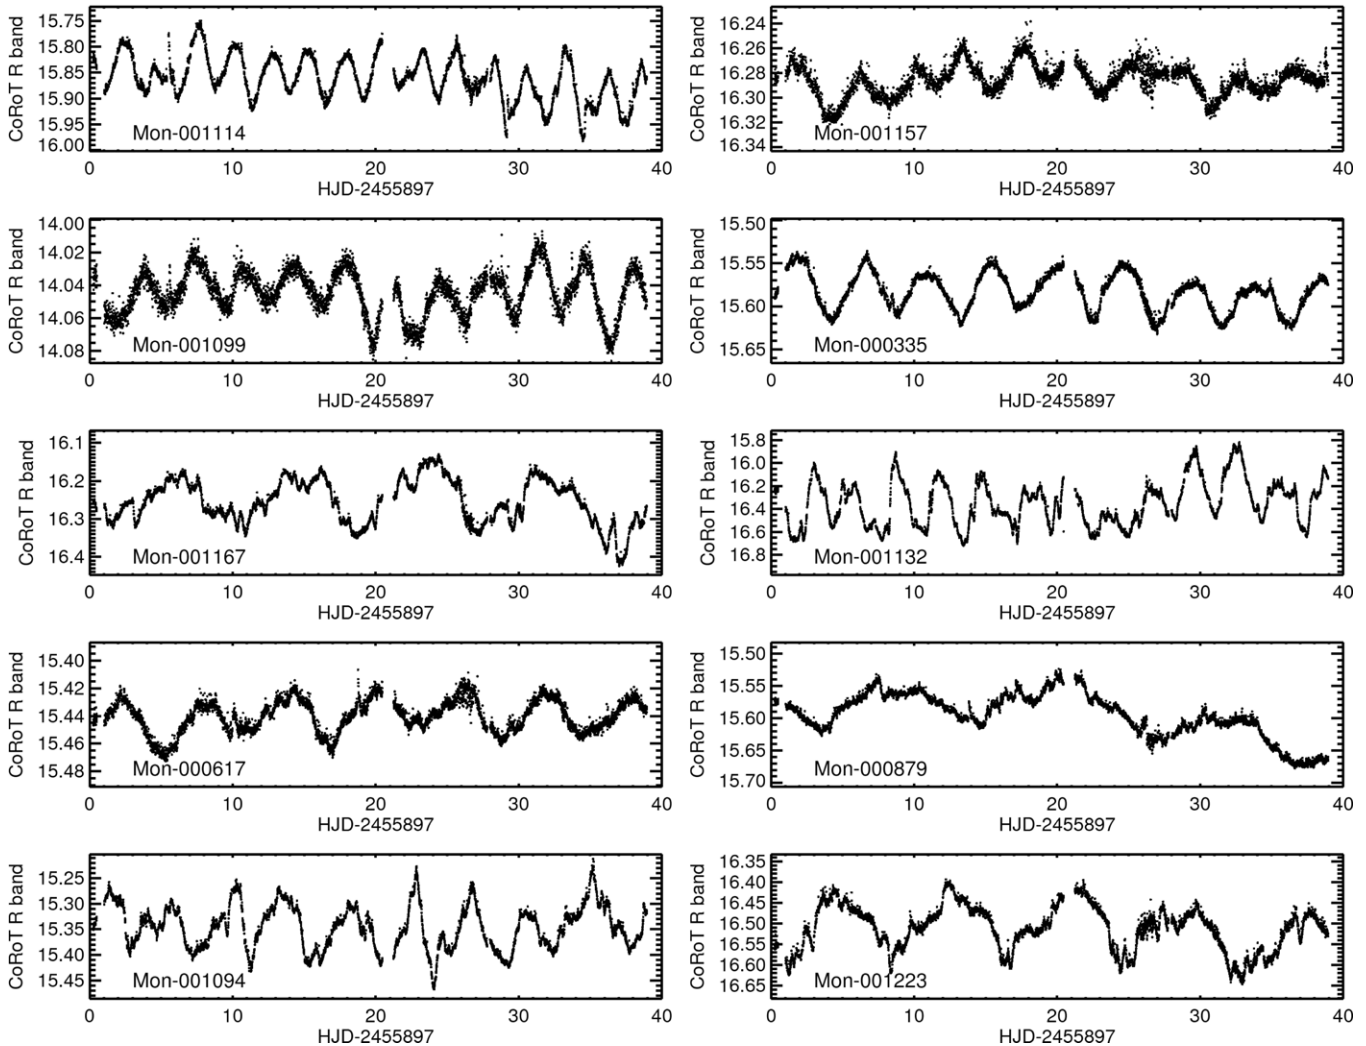 CoRoT R band
15.75
15.80
15.85
15.90
15.95
16.00
Mon-001114
0 10 20 30 40
HJD-2455897
CoRoT R band
16.24
16.26
16.28
16.30
16.32
16.34
Mon-001157
0 10 20 30 40
HJD-2455897
CoRoT R band
14.00
14.02
14.04
14.06
14.08
Mon-001099
0 10 20 30 40
HJD-2455897
CoRoT R band
15.50
15.55
15.60
15.65
Mon-000335
0 10 20 30 40
HJD-2455897
CoRoT R band
16.1
16.2
16.3
16.4
Mon-001167
0 10 20 30 40
HJD-2455897
CoRoT R band
15.8
16.0
16.2
16.4
16.6
16.8
Mon-001132
0 10 20 30 40
HJD-2455897
CoRoT R band
15.40
15.42
15.44
15.46
15.48
Mon-000617
0 10 20 30 40
HJD-2455897
CoRoT R band
15.50
15.55
15.60
15.65
15.70
Mon-000879
0 10 20 30 40
HJD-2455897
CoRoT R band
15.25
15.30
15.35
15.40
15.45
Mon-001094
0 10 20 30 40
HJD-2455897
CoRoT R band
16.35
16.40
16.45
16.50
16.55
16.60
16.65
Mon-001223
0 10 20 30 40
HJD-2455897